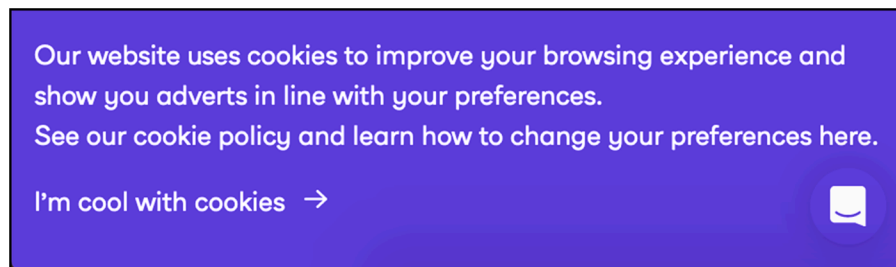 Our website uses cookies to improve your browsing experience and
show you adverts in line with your preferences.
See our cookie policy and learn how to change your preferences here.
I'm cool with cookies →